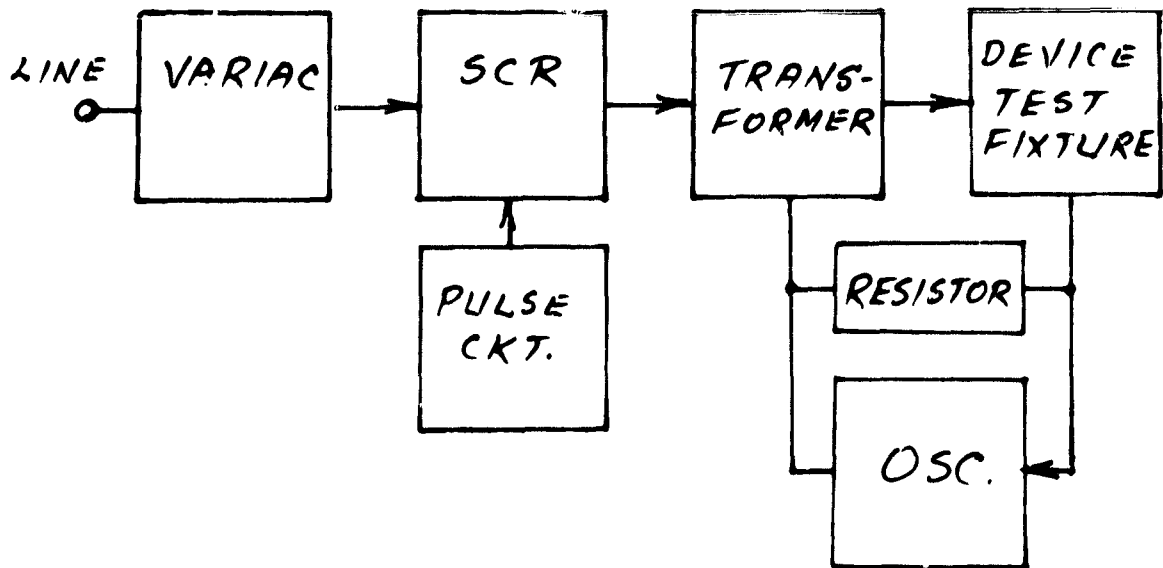 LINE
VARIAC
SCR
TRANS-
FORMER
DEVICE
TEST
FIXTURE
PULSE
CKT.
RESISTOR
OSC.